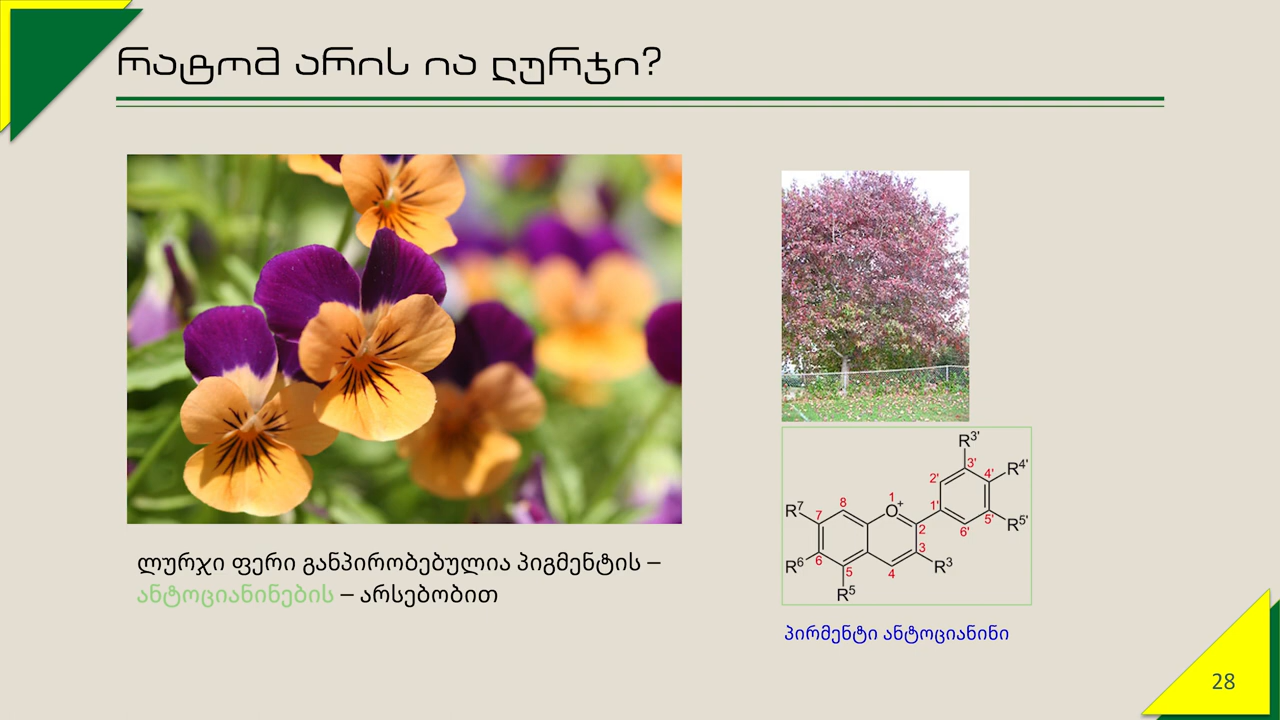 რატომ არის ია ლურჯი?
ლურჯი ფერი განპირობებულია პიგმენტის –
ანტოციანინების – არსებობით
R3'
3'
2'
4'
R4'
R7
8
1
O+
1'
7
5'
R5'
2
6'
3
R6
6
R3
5
4
R5
პირმენტი ანტოციანინი
28